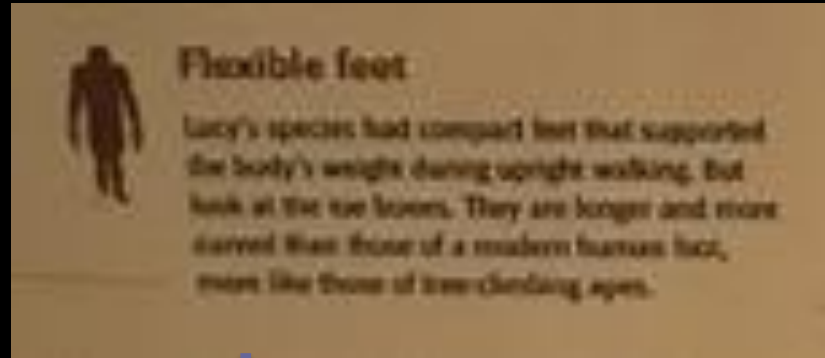 Flexible feet
Lucy's species had compact feet that supported
the body's weight during upright walking. But
look at the toe bones. They are longer and more
curved than those of a modern human foot,
more like those of tree-climbing apes.